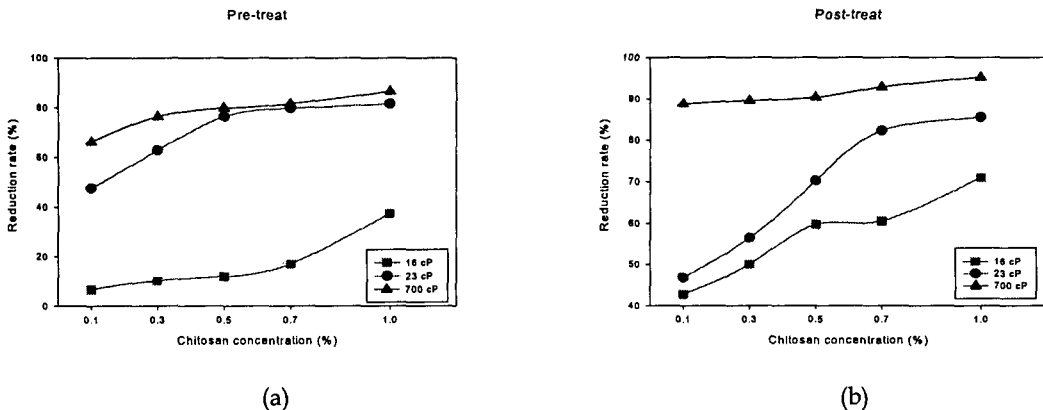 Pre-treat
100
80
60
40
20
0
Reduction rate (%)
16 cP
23 cP
700 cP
0.1 0.3 0.5 0.7 1.0
Chitosan concentration (%)
(a)
Post-treat
100
90
80
70
60
50
40
Reduction rate (%)
16 cP
23 cP
700 cP
0.1 0.3 0.5 0.7 1.0
Chitosan concentration (%)
(b)